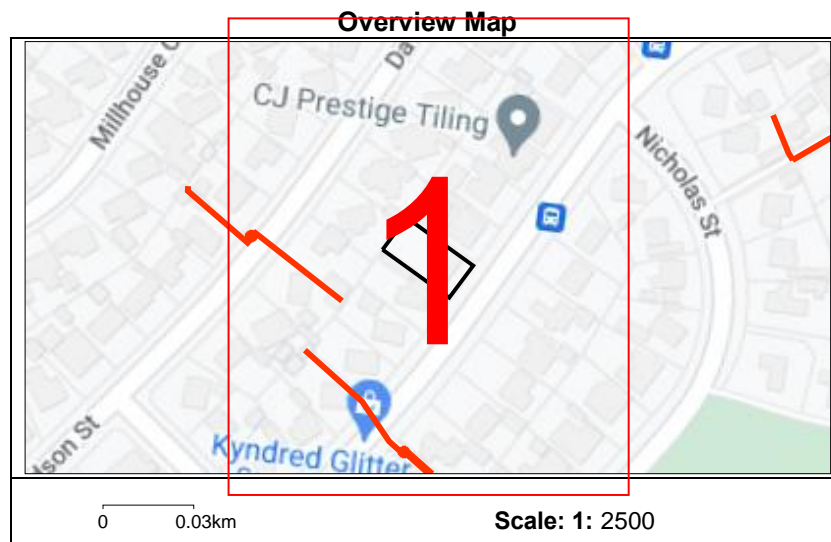 Overview Map
Millhouse C
Da
CJ Prestige Tiling
Nicholas St
1
dson St
Kyndred Glitter
0 0.03km
Scale: 1: 2500